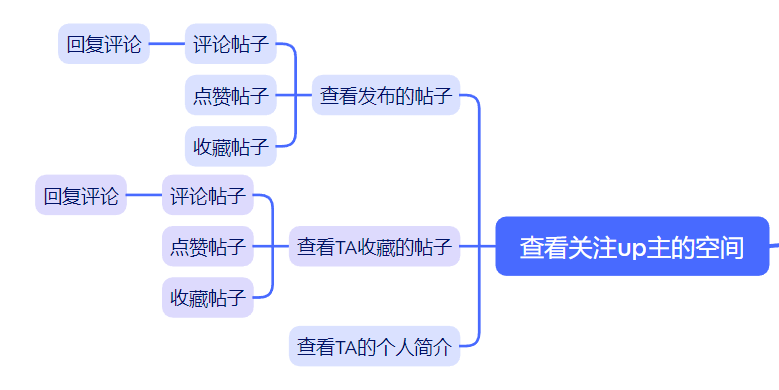 回复评论
评论帖子
点赞帖子
查看发布的帖子
收藏帖子
回复评论
评论帖子
点赞帖子
查看TA收藏的帖子
查看关注up主的空间
收藏帖子
查看TA的个人简介